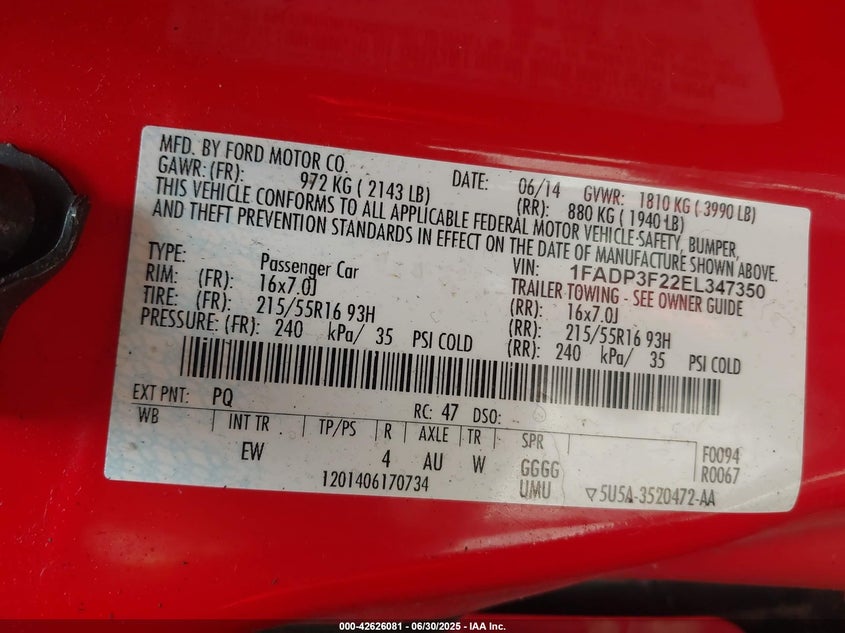 MFD. BY FORD MOTOR CO.
DATE: 06/14 GVWR: 1810 KG ( 3990 LB)
GAWR: (FR): 972 KG ( 2143 LB) (RR): 880 KG ( 1940 LB)
THIS VEHICLE CONFORMS TO ALL APPLICABLE FEDERAL MOTOR VEHICLE SAFETY, BUMPER,
AND THEFT PREVENTION STANDARDS IN EFFECT ON THE DATE OF MANUFACTURE SHOWN ABOVE.
VIN: 1FADP3F22EL347350
TYPE: Passenger Car TRAILER TOWING - SEE OWNER GUIDE
RIM: (FR): 16x7.0J (RR): 16x7.0J
TIRE: (FR): 215/55R16 93H (RR): 215/55R16 93H
PRESSURE: (FR): 240 kPa/ 35 PSI COLD (RR): 240 kPa/ 35 PSI COLD
EXT PNT: PQ RC: 47 DSO:
WB INT TR TP/PS R AXLE TR SPR F0094
EW 4 AU W GGGG R0067
1201406170734 UMU 5U5A-3520472-AA
000-42626081 - 06/30/2025 - IAA Inc.